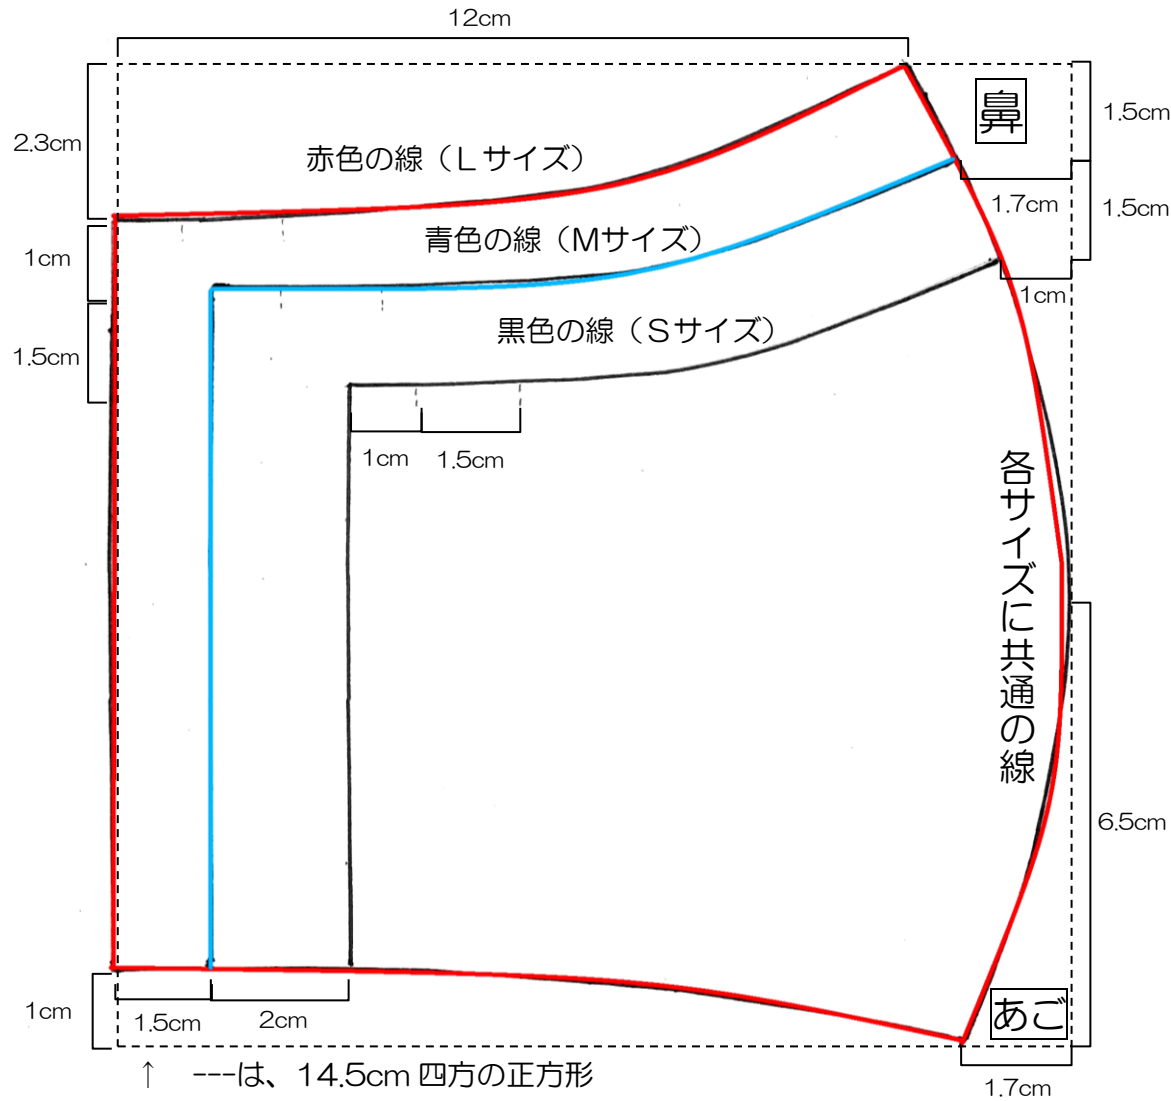 12cm
鼻
1.5cm
2.3cm
赤色の線（Lサイズ）
1.7cm
1.5cm
青色の線（Mサイズ）
1cm
1cm
黒色の線（Sサイズ）
1.5cm
1cm
1.5cm
各サイズに共通の線
6.5cm
あご
1cm
1.5cm
2cm
↑ ---は、14.5cm四方の正方形
1.7cm